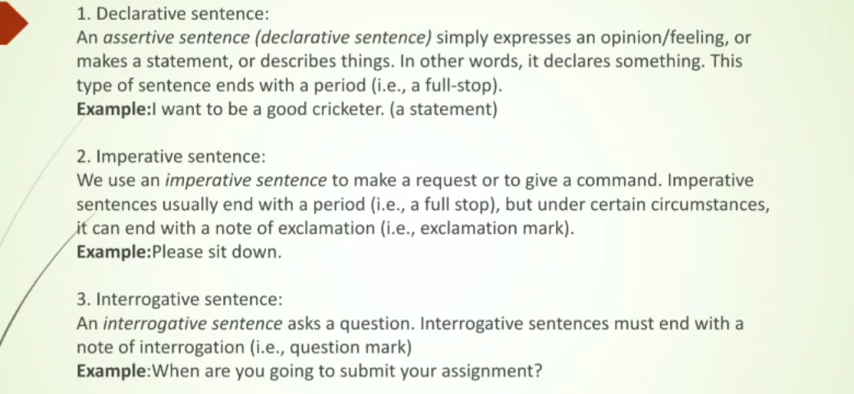 1. Declarative sentence:
An assertive sentence (declarative sentence) simply expresses an opinion/feeling, or
makes a statement, or describes things. In other words, it declares something. This
type of sentence ends with a period (i.e., a full-stop).
Example:I want to be a good cricketer. (a statement)
2. Imperative sentence:
We use an imperative sentence to make a request or to give a command. Imperative
sentences usually end with a period (i.e., a full stop), but under certain circumstances,
it can end with a note of exclamation (i.e., exclamation mark).
Example:Please sit down.
3. Interrogative sentence:
An interrogative sentence asks a question. Interrogative sentences must end with a
note of interrogation (i.e., question mark)
Example:When are you going to submit your assignment?